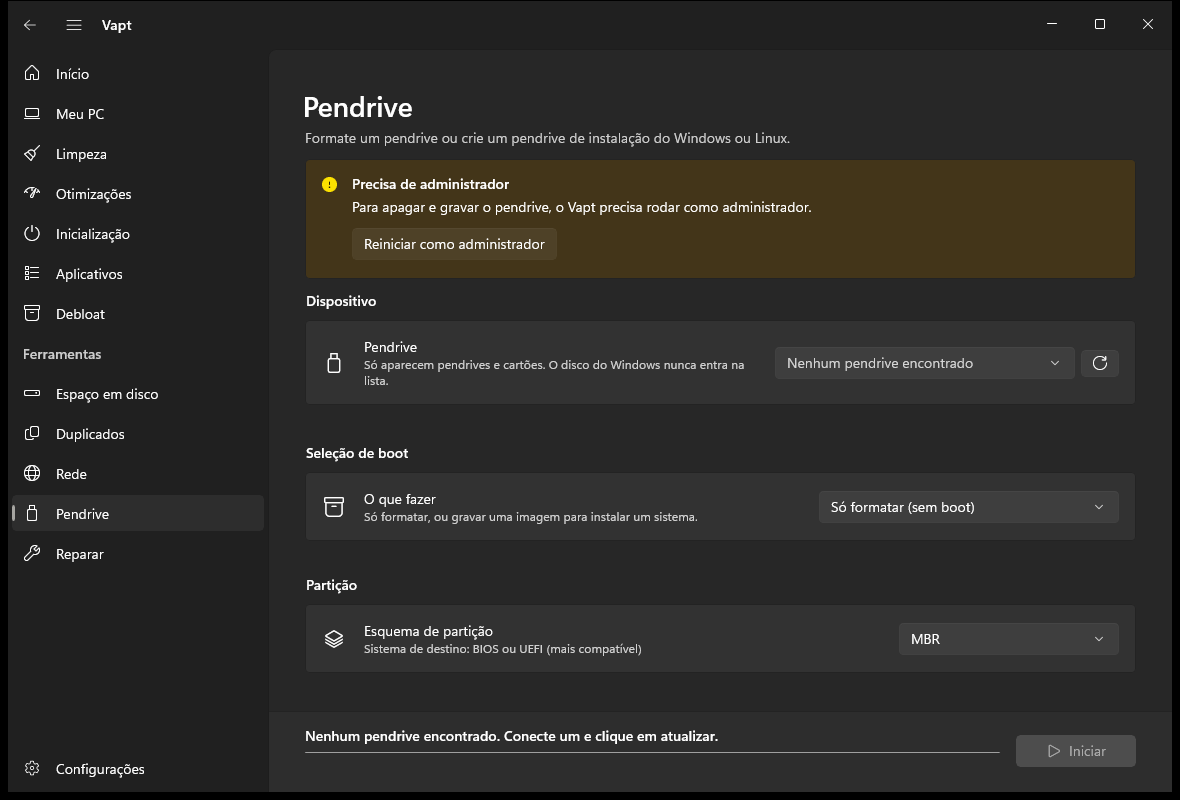 Vapt
Início
Meu PC
Limpeza
Otimizações
Inicialização
Aplicativos
Debloat
Ferramentas
Espaço em disco
Duplicados
Rede
Pendrive
Reparar
Configurações
Pendrive
Formate um pendrive ou crie um pendrive de instalação do Windows ou Linux.
Precisa de administrador
Para apagar e gravar o pendrive, o Vapt precisa rodar como administrador.
Reiniciar como administrador
Dispositivo
Pendrive
Só aparecem pendrives e cartões. O disco do Windows nunca entra na
lista.
Nenhum pendrive encontrado
Seleção de boot
O que fazer
Só formatar, ou gravar uma imagem para instalar um sistema.
Só formatar (sem boot)
Partição
Esquema de partição
Sistema de destino: BIOS ou UEFI (mais compatível)
MBR
Nenhum pendrive encontrado. Conecte um e clique em atualizar.
Iniciar